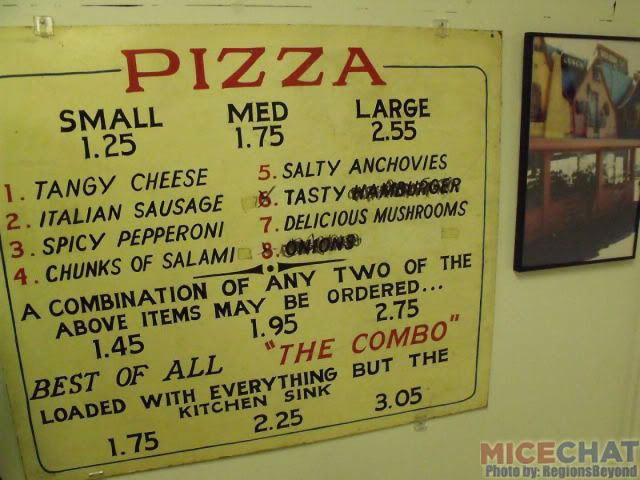 PIZZA
SMALL MED LARGE
1.25 1.75 2.55
1. TANGY CHEESE
2. ITALIAN SAUSAGE
3. SPICY PEPPERONI
4. CHUNKS OF SALAMI
5. SALTY ANCHOVIES
6. TASTY HAMBURGER
7. DELICIOUS MUSHROOMS
8. ONIONS
A COMBINATION OF ANY TWO OF THE
ABOVE ITEMS MAY BE ORDERED...
1.45 1.95 2.75
BEST OF ALL "THE COMBO"
LOADED WITH EVERYTHING BUT THE
KITCHEN SINK
1.75 2.25 3.05
MICECHAT
Photo by: RegionsBeyond